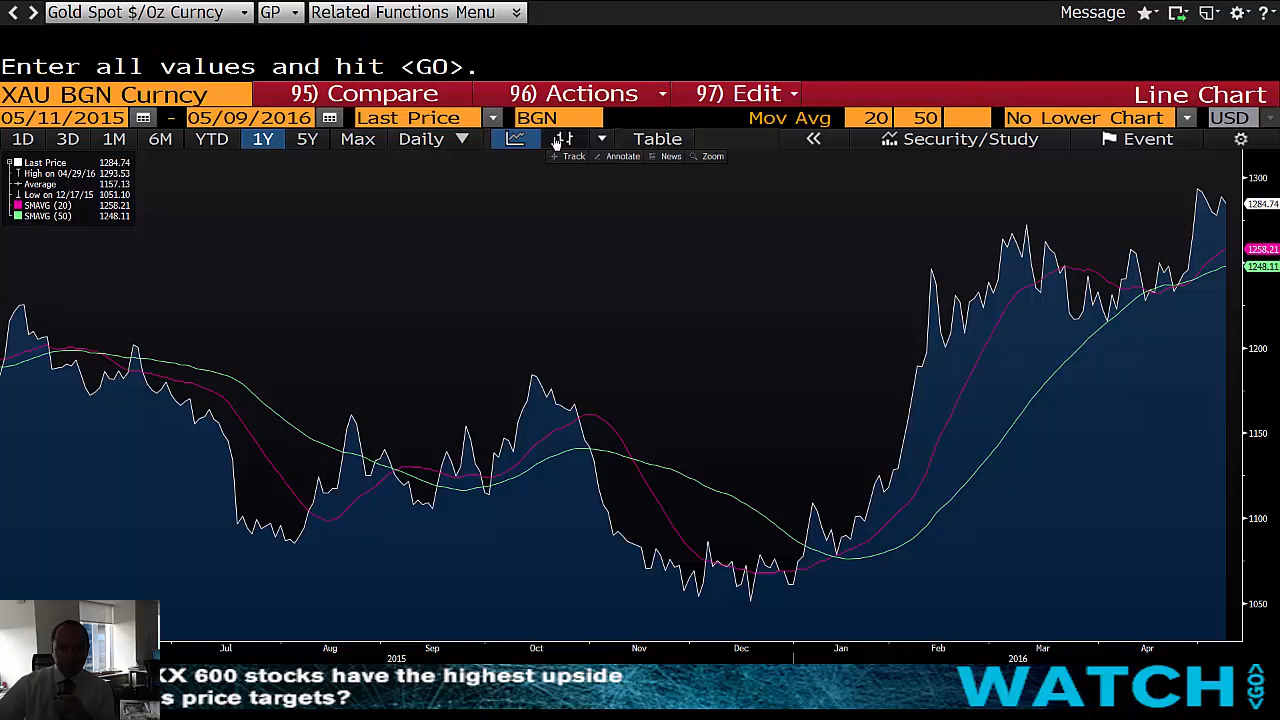 Gold Spot $/Oz Curncy GP Related Functions Menu Message ?
Enter all values and hit <GO>.
XAU BGN Curncy 95) Compare 96) Actions 97) Edit Line Chart
05/11/2015 - 05/09/2016 Last Price BGN Mov Avg 20 50 No Lower Chart USD
1D 3D 1M 6M YTD 1Y 5Y Max Daily Table Security/Study Event
Track Annotate News Zoom
Last Price 1284.74
High on 04/29/16 1293.53
Average 1157.13
Low on 12/17/15 1051.10
SMAVG (20) 1258.21
SMAVG (50) 1248.11
1300
1284.74
1258.21
1248.11
1200
1150
1100
1050
Jul Aug Sep Oct Nov Dec Jan Feb Mar Apr
2015 2016
XX 600 stocks have the highest upside
s price targets?
WATCH
GO>